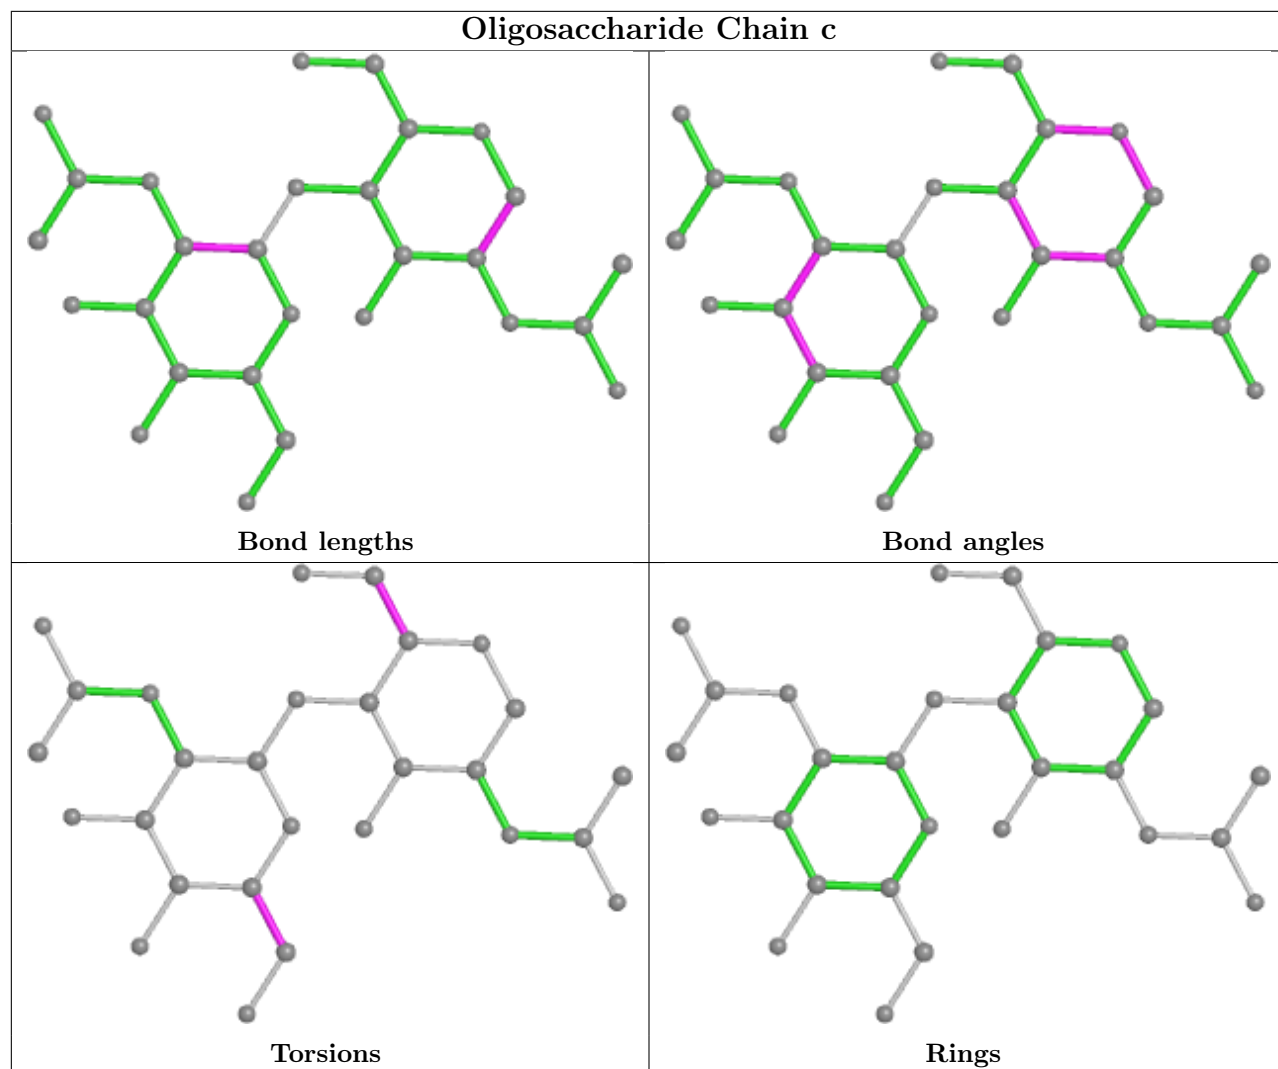 Oligosaccharide Chain c
Bond lengths
Bond angles
Torsions
Rings